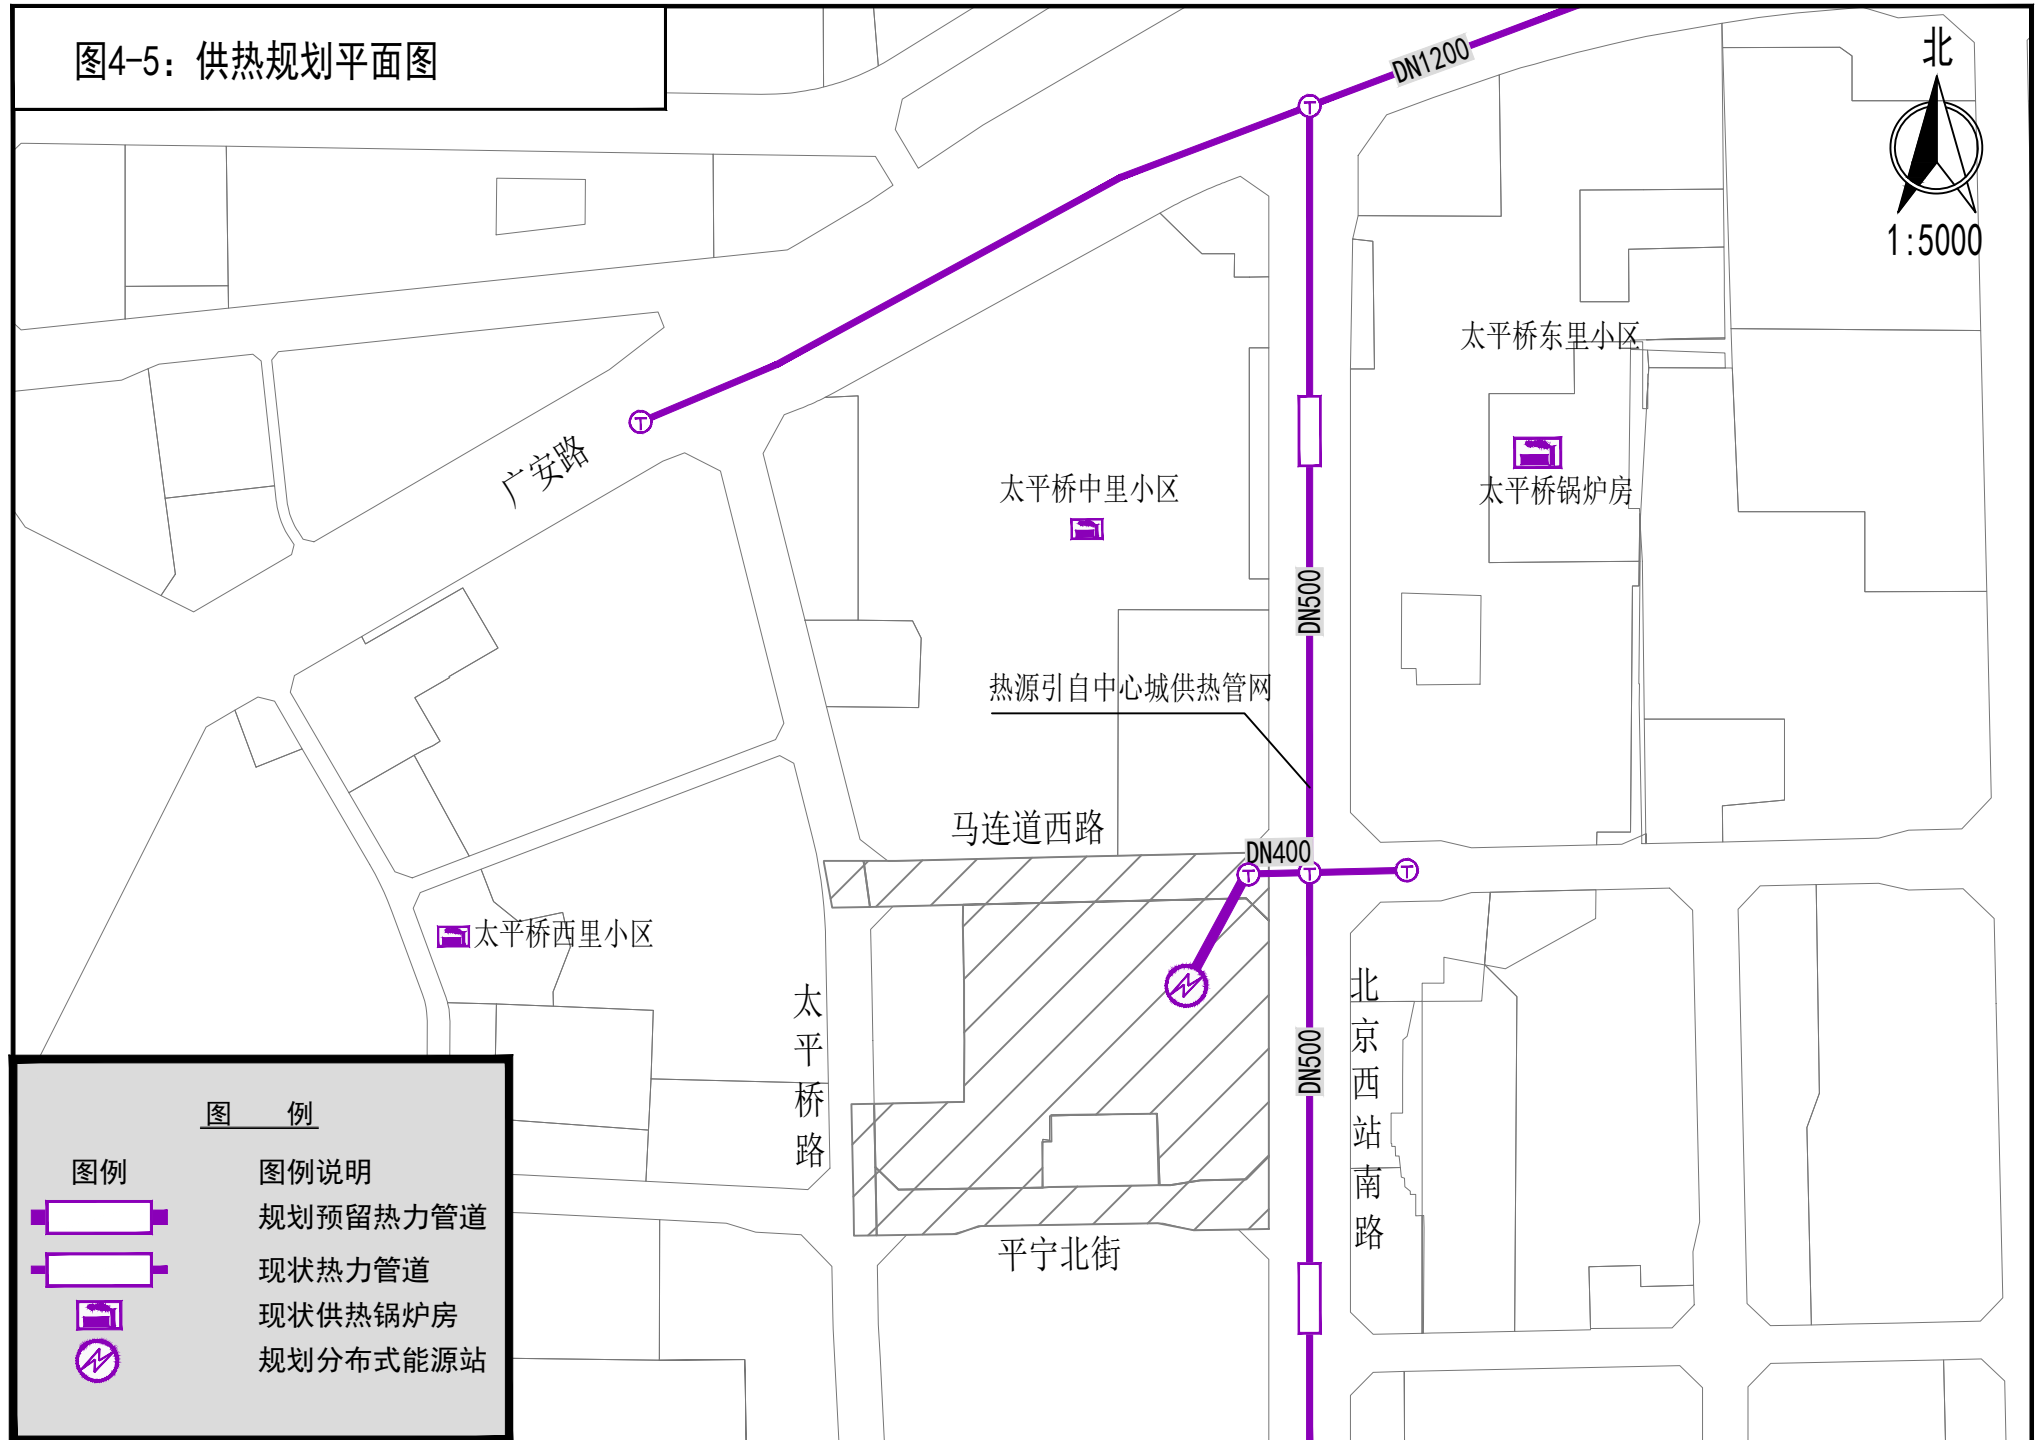 图4-5：供热规划平面图
北
1:5000
DN1200
太平桥东里小区
广安路
太平桥中里小区
太平桥锅炉房
DN500
热源引自中心城供热管网
马连道西路
DN400
太平桥西里小区
太平桥路
北京西站南路
DN500
平宁北街
图 例
图例 图例说明
规划预留热力管道
现状热力管道
现状供热锅炉房
规划分布式能源站
T
T
T
T
T